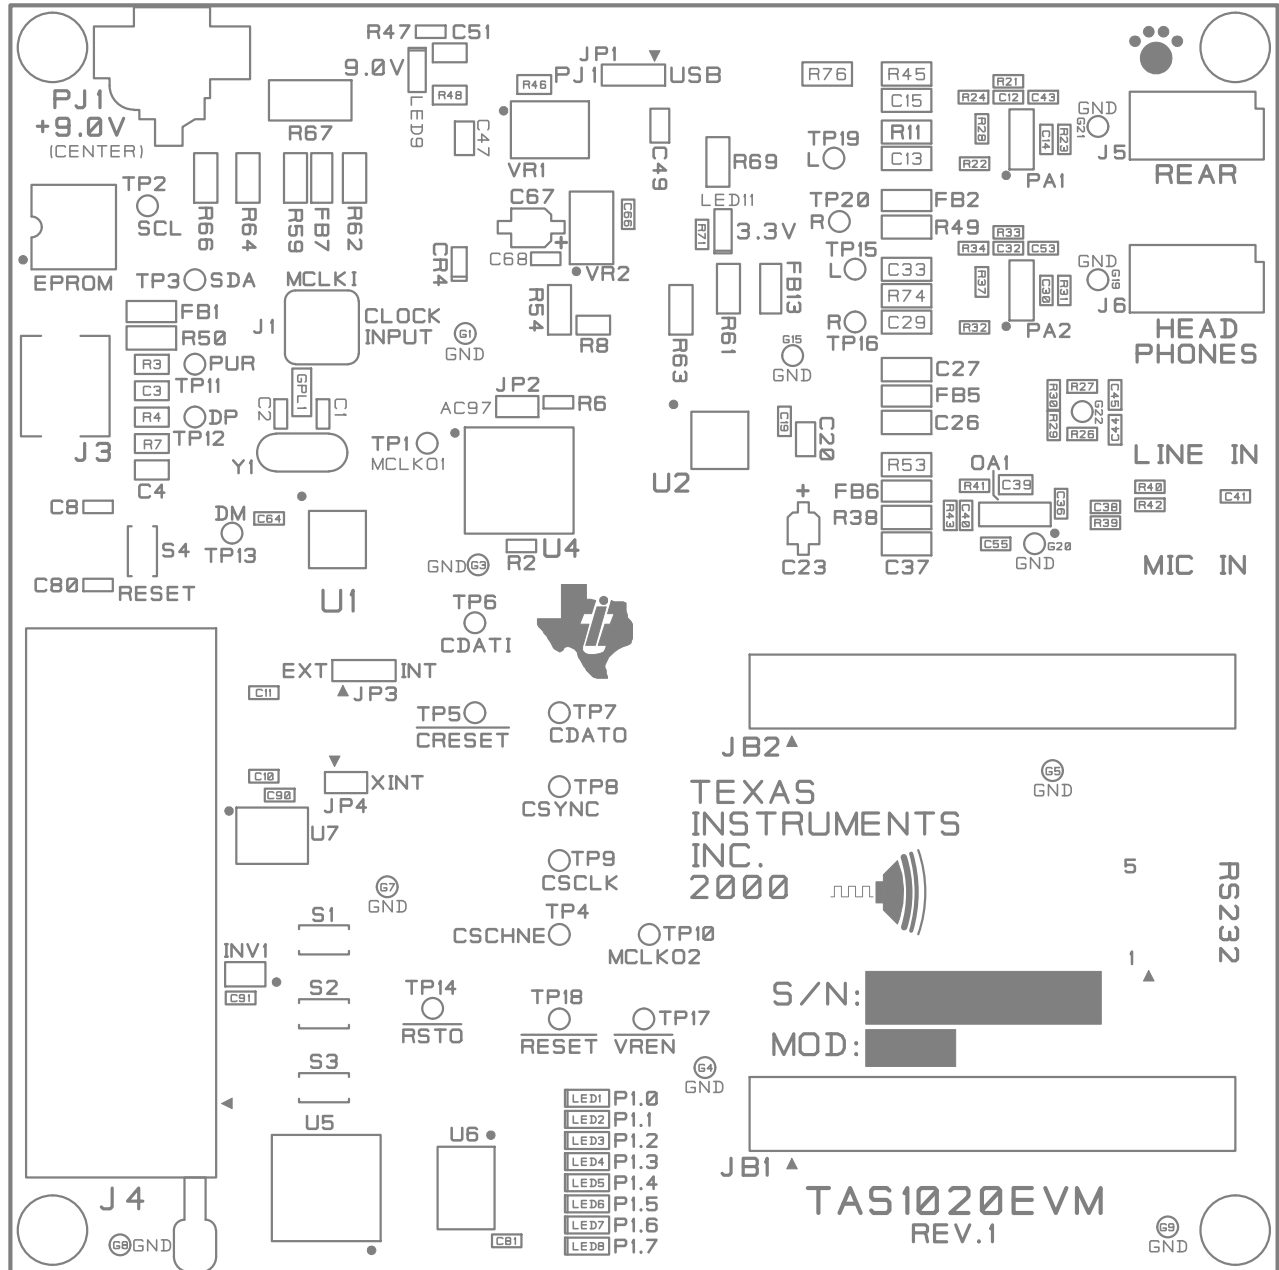 R47 C51
JP1
PJ1 USB
9.0V
R46
R48
LED9
C47
R76
R45
C15
R11
C13
R21
R24 C12 C43
R28
C14
R23
R22
PA1
GND
G21
J5
REAR
PJ1
+9.0V
(CENTER)
R67
VR1
C49
R69
LED11
TP19
L
TP2
SCL
R66
R64
R59
FB7
R62
C67
+
C66
C68
VR2
R71
3.3V
TP20
R
FB2
R49
R33
R34 C32 C53
R37
C30
R31
R32
PA2
GND
G19
J6
HEAD
PHONES
EPROM
TP3 SDA
MCLKI
J1
CLOCK
INPUT
CR4
R54
R8
R63
R61
FB13
TP15
L
C33
R74
C29
R
TP16
FB1
R50
G1
GND
G15
GND
R3
PUR
TP11
C3
R4
DP
TP12
R7
C4
J3
GPL1
C2
C1
Y1
JP2
AC97
R6
TP1
MCLKO1
U2
C19
C20
C27
FB5
C26
R30
R29
R27
G22
R26
C45
C44
LINE IN
C8
DM
TP13
C64
S4
RESET
C80
U1
U4
R2
GND G3
+
C23
R53
FB6
R38
C37
OA1
R41
C39
C36
R43
C40
C55
G20
GND
C38
R39
R40
R42
C41
MIC IN
TP6
CDATI
EXT INT
JP3
C11
TP5
CRESET
TP7
CDATO
JB2
G5
GND
C10
C90
XINT
JP4
U7
TP8
CSYNC
TEXAS
INSTRUMENTS
INC.
2000
TP9
CSCLK
5
RS232
1
G7
GND
S1
CSCHNE
TP4
TP10
MCLKO2
INV1
C91
S2
TP14
RSTO
TP18
RESET
TP17
VREN
S/N:
MOD:
S3
G4
GND
U5
U6
LED1 P1.0
LED2 P1.1
LED3 P1.2
LED4 P1.3
LED5 P1.4
LED6 P1.5
LED7 P1.6
LED8 P1.7
JB1
J4
C81
G8 GND
TAS1020EVM
REV.1
G9
GND